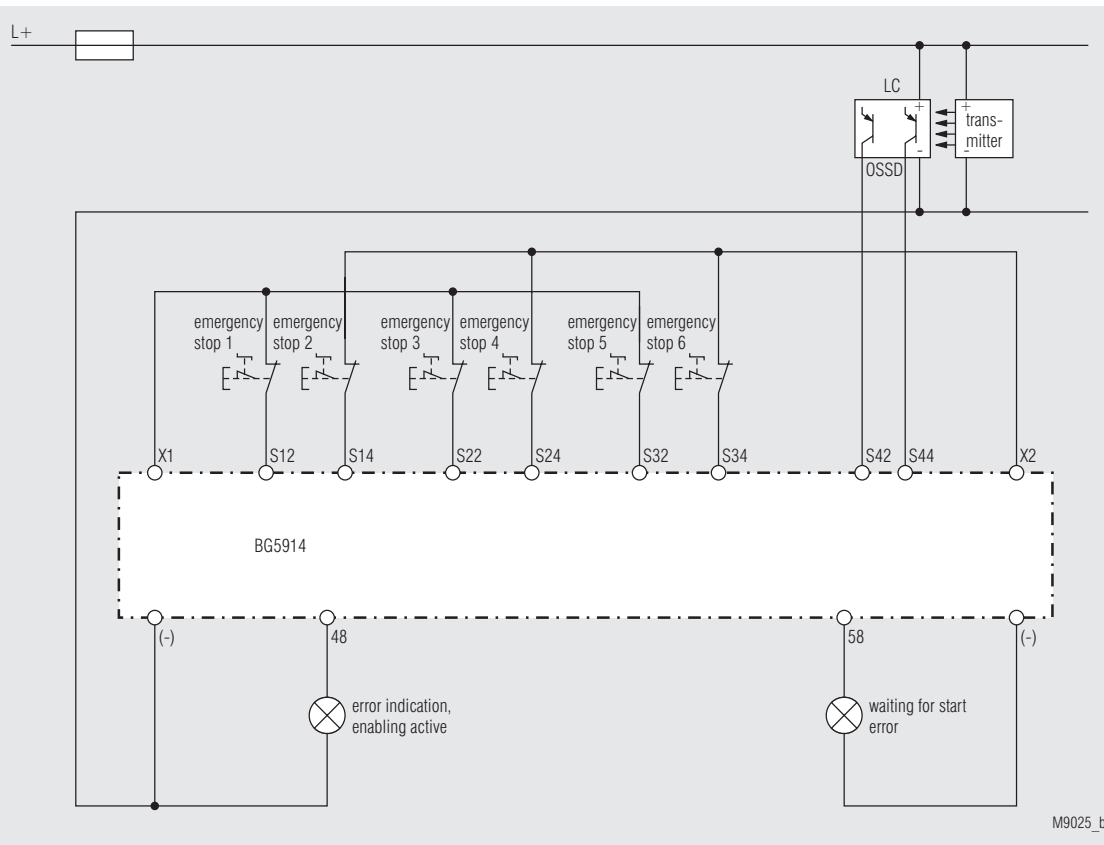 L+
LC
+
+
trans-
mitter
-
-
OSSD
emergency
stop 1
emergency
stop 2
emergency
stop 3
emergency
stop 4
emergency
stop 5
emergency
stop 6
X1
S12
S14
S22
S24
S32
S34
S42
S44
X2
BG5914
(-)
48
58
(-)
error indication,
enabling active
waiting for start
error
M9025_b